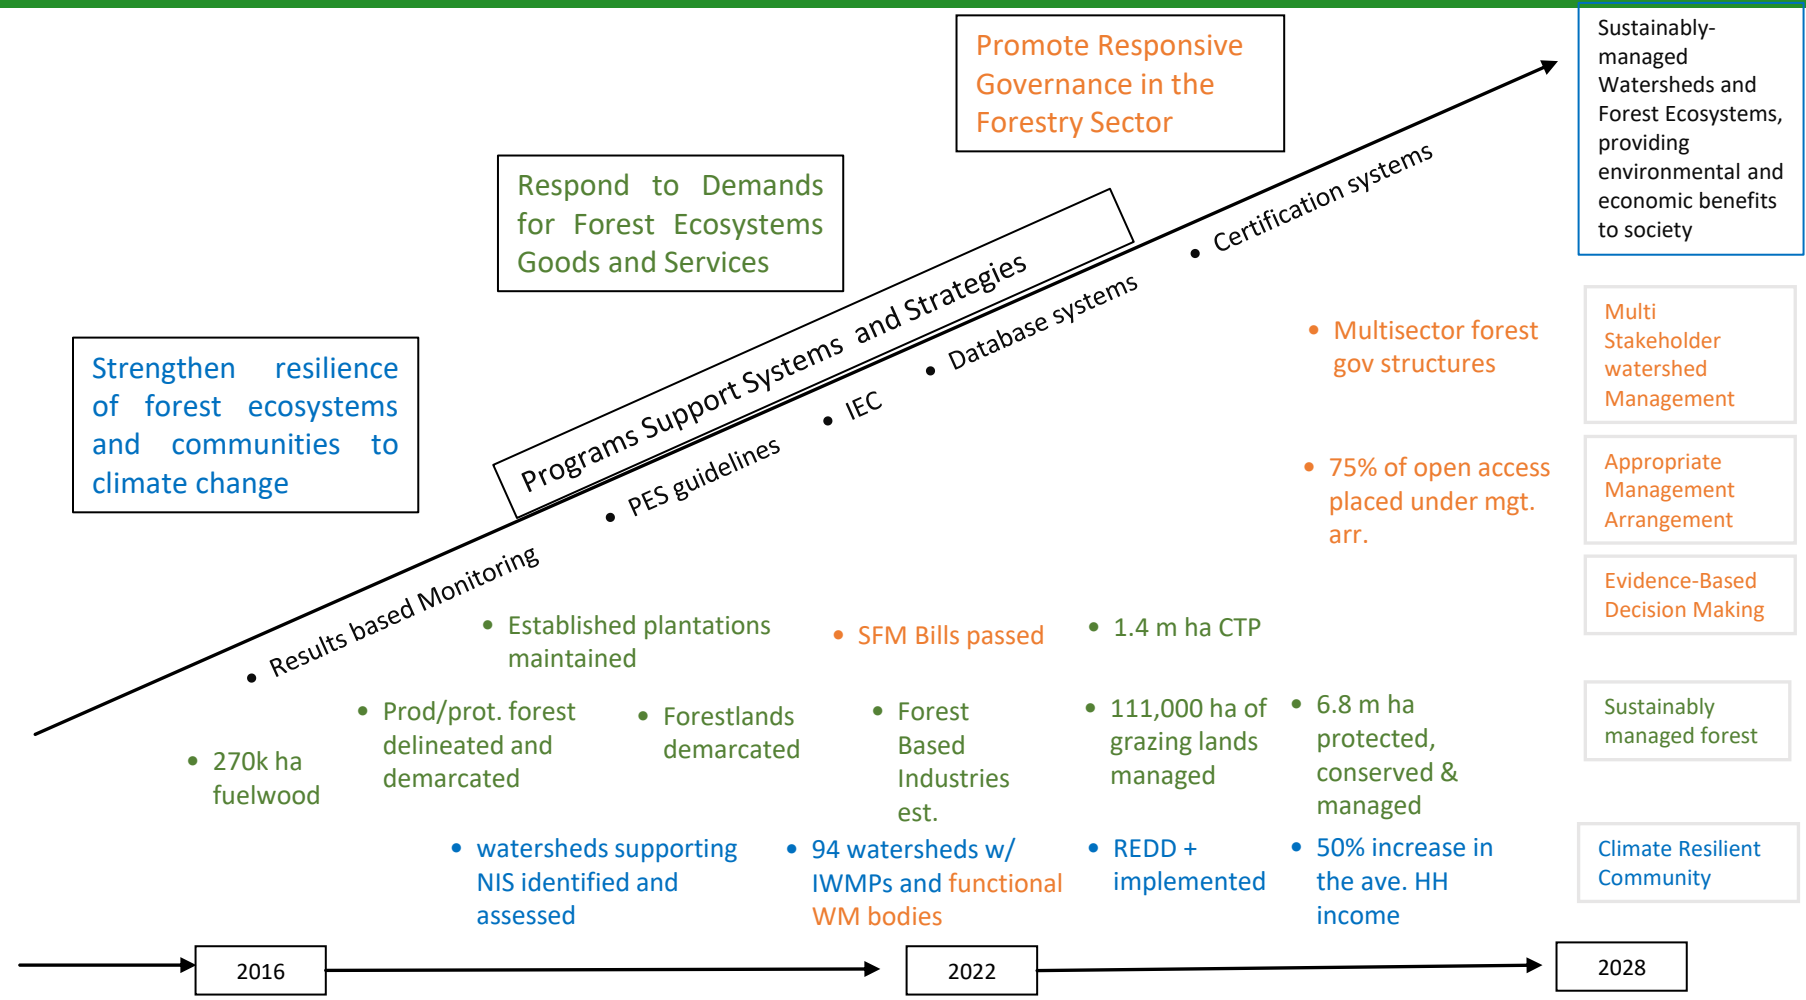 Promote Responsive
Governance in the
Forestry Sector
Sustainably-
managed
Watersheds and
Forest Ecosystems,
providing
environmental and
economic benefits
to society
Respond to Demands
for Forest Ecosystems
Goods and Services
Strengthen resilience
of forest ecosystems
and communities to
climate change
Programs Support Systems and Strategies
• Results based Monitoring
• PES guidelines
• IEC
• Database systems
• Certification systems
• Multisector forest
gov structures
Multi
Stakeholder
watershed
Management
• 75% of open access
placed under mgt.
arr.
Appropriate
Management
Arrangement
Evidence-Based
Decision Making
• Established plantations
maintained
• SFM Bills passed
• 1.4 m ha CTP
• 270k ha
fuelwood
• Prod/prot. forest
delineated and
demarcated
• Forestlands
demarcated
• Forest
Based
Industries
est.
• 111,000 ha of
grazing lands
managed
• 6.8 m ha
protected,
conserved &
managed
Sustainably
managed forest
• watersheds supporting
NIS identified and
assessed
• 94 watersheds w/
IWMPs and functional
WM bodies
• REDD +
implemented
• 50% increase in
the ave. HH
income
Climate Resilient
Community
2016
2022
2028